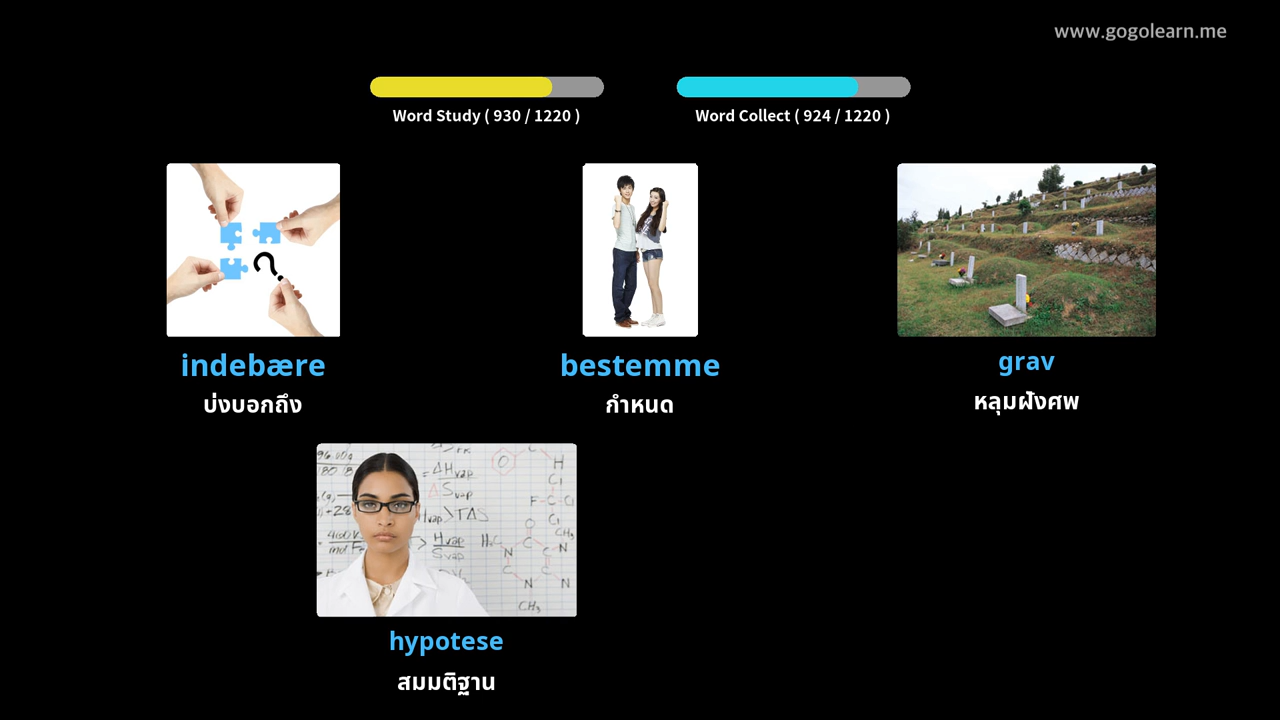 www.gogolearn.me
Word Study ( 930 / 1220 )
Word Collect ( 924 / 1220 )
indebære
bestemme
grav
บ่งบอกถึง
กำหนด
หลุมฝังศพ
hypotese
สมมติฐาน